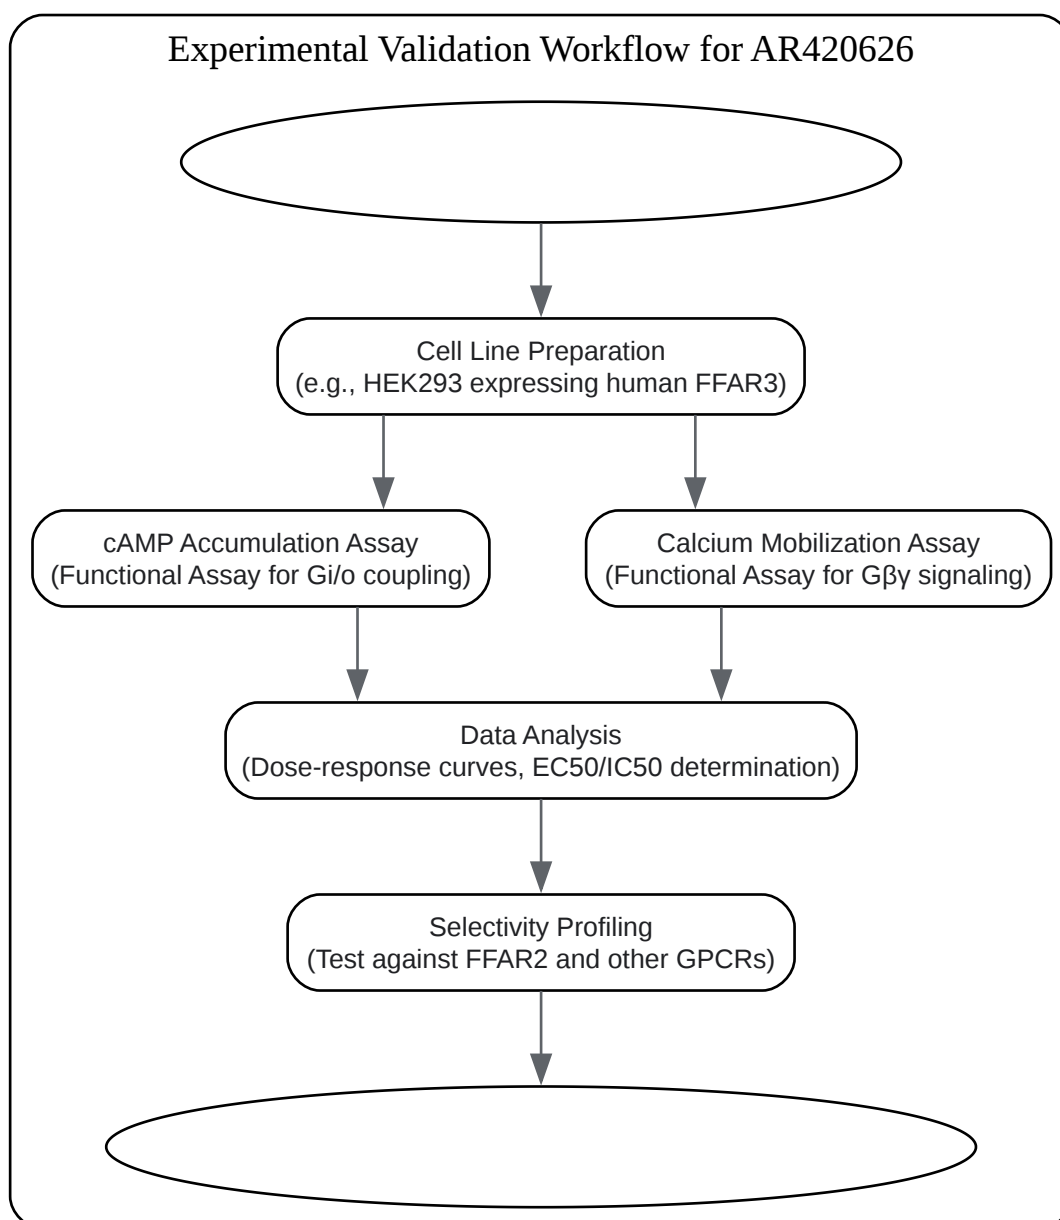 Experimental Validation Workflow for AR420626
Cell Line Preparation
(e.g., HEK293 expressing human FFAR3)
cAMP Accumulation Assay
(Functional Assay for Gi/o coupling)
Calcium Mobilization Assay
(Functional Assay for Gβγ signaling)
Data Analysis
(Dose-response curves, EC50/IC50 determination)
Selectivity Profiling
(Test against FFAR2 and other GPCRs)